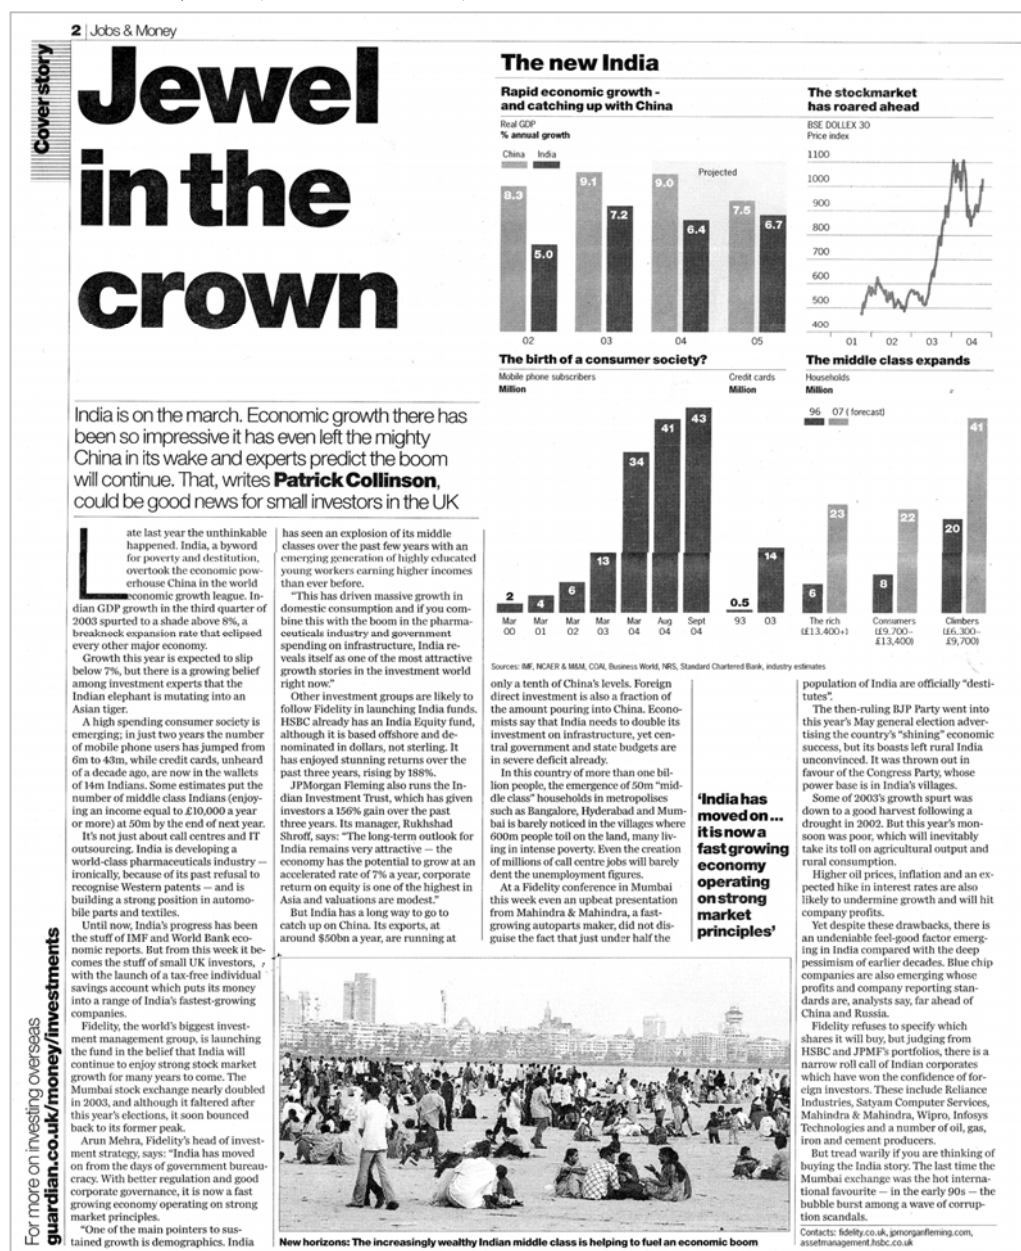 2 Jobs & Money
Cover story
Jewel
in the
crown
India is on the march. Economic growth there has
been so impressive it has even left the mighty
China in its wake and experts predict the boom
will continue. That, writes Patrick Collinson,
could be good news for small investors in the UK
The new India
Rapid economic growth -
and catching up with China
Real GDP
% annual growth
China India
Projected
8.3 5.0 9.1 7.2 9.0 6.4 7.5 6.7
02 03 04 05
The stockmarket
has roared ahead
BSE DOLLEX 30
Price index
1100
1000
900
800
700
600
500
400
01 02 03 04
The birth of a consumer society?
Mobile phone subscribers
Million
2 4 6 13 34 41 43
Mar Mar Mar Mar Mar Aug Sept
00 01 02 03 04 04 04
Credit cards
Million
0.5 14
93 03
The middle class expands
Households
Million
96 07 (forecast)
6 23 8 22 20 41
The rich Consumers Climbers
(£13.400+) (£9,700– (£6,300–
£13,400) £9,700)
Sources: IMF, NCAER & M&M, COAI, Business World, NRS, Standard Chartered Bank, industry estimates
Late last year the unthinkable
happened. India, a byword
for poverty and destitution,
overtook the economic pow-
erhouse China in the world
economic growth league. In-
dian GDP growth in the third quarter of
2003 spurted to a shade above 8%, a
breakneck expansion rate that eclipsed
every other major economy.
Growth this year is expected to slip
below 7%, but there is a growing belief
among investment experts that the
Indian elephant is mutating into an
Asian tiger.
A high spending consumer society is
emerging; in just two years the number
of mobile phone users has jumped from
6m to 43m, while credit cards, unheard
of a decade ago, are now in the wallets
of 14m Indians. Some estimates put the
number of middle class Indians (enjoy-
ing an income equal to £10,000 a year
or more) at 50m by the end of next year.
It's not just about call centres and IT
outsourcing. India is developing a
world-class pharmaceuticals industry —
ironically, because of its past refusal to
recognise Western patents — and is
building a strong position in automo-
bile parts and textiles.
Until now, India's progress has been
the stuff of IMF and World Bank eco-
nomic reports. But from this week it be-
comes the stuff of small UK investors,
with the launch of a tax-free individual
savings account which puts its money
into a range of India's fastest-growing
companies.
Fidelity, the world's biggest invest-
ment management group, is launching
the fund in the belief that India will
continue to enjoy strong stock market
growth for many years to come. The
Mumbai stock exchange nearly doubled
in 2003, and although it faltered after
this year's elections, it soon bounced
back to its former peak.
Arun Mehra, Fidelity's head of invest-
ment strategy, says: "India has moved
on from the days of government bureau-
cracy. With better regulation and good
corporate governance, it is now a fast
growing economy operating on strong
market principles.
"One of the main pointers to sus-
tained growth is demographics. India
has seen an explosion of its middle
classes over the past few years with an
emerging generation of highly educated
young workers earning higher incomes
than ever before.
"This has driven massive growth in
domestic consumption and if you com-
bine this with the boom in the pharma-
ceuticals industry and government
spending on infrastructure, India re-
veals itself as one of the most attractive
growth stories in the investment world
right now."
Other investment groups are likely to
follow Fidelity in launching India funds.
HSBC already has an India Equity fund,
although it is based offshore and de-
nominated in dollars, not sterling. It
has enjoyed stunning returns over the
past three years, rising by 188%.
JPMorgan Fleming also runs the In-
dian Investment Trust, which has given
investors a 156% gain over the past
three years. Its manager, Rukhshad
Shroff, says: "The long-term outlook for
India remains very attractive — the
economy has the potential to grow at an
accelerated rate of 7% a year, corporate
return on equity is one of the highest in
Asia and valuations are modest."
But India has a long way to go to
catch up on China. Its exports, at
around $50bn a year, are running at
only a tenth of China's levels. Foreign
direct investment is also a fraction of
the amount pouring into China. Econo-
mists say that India needs to double its
investment on infrastructure, yet cen-
tral government and state budgets are
in severe deficit already.
In this country of more than one bil-
lion people, the emergence of 50m "mid-
dle class" households in metropolises
such as Bangalore, Hyderabad and Mum-
bai is barely noticed in the villages where
600m people toil on the land, many liv-
ing in intense poverty. Even the creation
of millions of call centre jobs will barely
dent the unemployment figures.
At a Fidelity conference in Mumbai
this week even an upbeat presentation
from Mahindra & Mahindra, a fast-
growing autoparts maker, did not dis-
guise the fact that just under half the
'India has
moved on ...
it is now a
fast growing
economy
operating
on strong
market
principles'
population of India are officially "desti-
tutes".
The then-ruling BJP Party went into
this year's May general election adver-
tising the country's "shining" economic
success, but its boasts left rural India
unconvinced. It was thrown out in
favour of the Congress Party, whose
power base is in India's villages.
Some of 2003's growth spurt was
down to a good harvest following a
drought in 2002. But this year's mon-
soon was poor, which will inevitably
take its toll on agricultural output and
rural consumption.
Higher oil prices, inflation and an ex-
pected hike in interest rates are also
likely to undermine growth and will hit
company profits.
Yet despite these drawbacks, there is
an undeniable feel-good factor emerg-
ing in India compared with the deep
pessimism of earlier decades. Blue chip
companies are also emerging whose
profits and company reporting stan-
dards are, analysts say, far ahead of
China and Russia.
Fidelity refuses to specify which
shares it will buy, but judging from
HSBC and JPMF's portfolios, there is a
narrow roll call of Indian corporates
which have won the confidence of for-
eign investors. These include Reliance
Industries, Satyam Computer Services,
Mahindra & Mahindra, Wipro, Infosys
Technologies and a number of oil, gas,
iron and cement producers.
But tread warily if you are thinking of
buying the India story. The last time the
Mumbai exchange was the hot interna-
tional favourite — in the early 90s — the
bubble burst among a wave of corrup-
tion scandals.
Contacts: fidelity.co.uk, jpmorganfleming.com,
assetmanagement.hsbc.co.uk
New horizons: The increasingly wealthy Indian middle class is helping to fuel an economic boom
For more on investing overseas
guardian.co.uk/money/investments